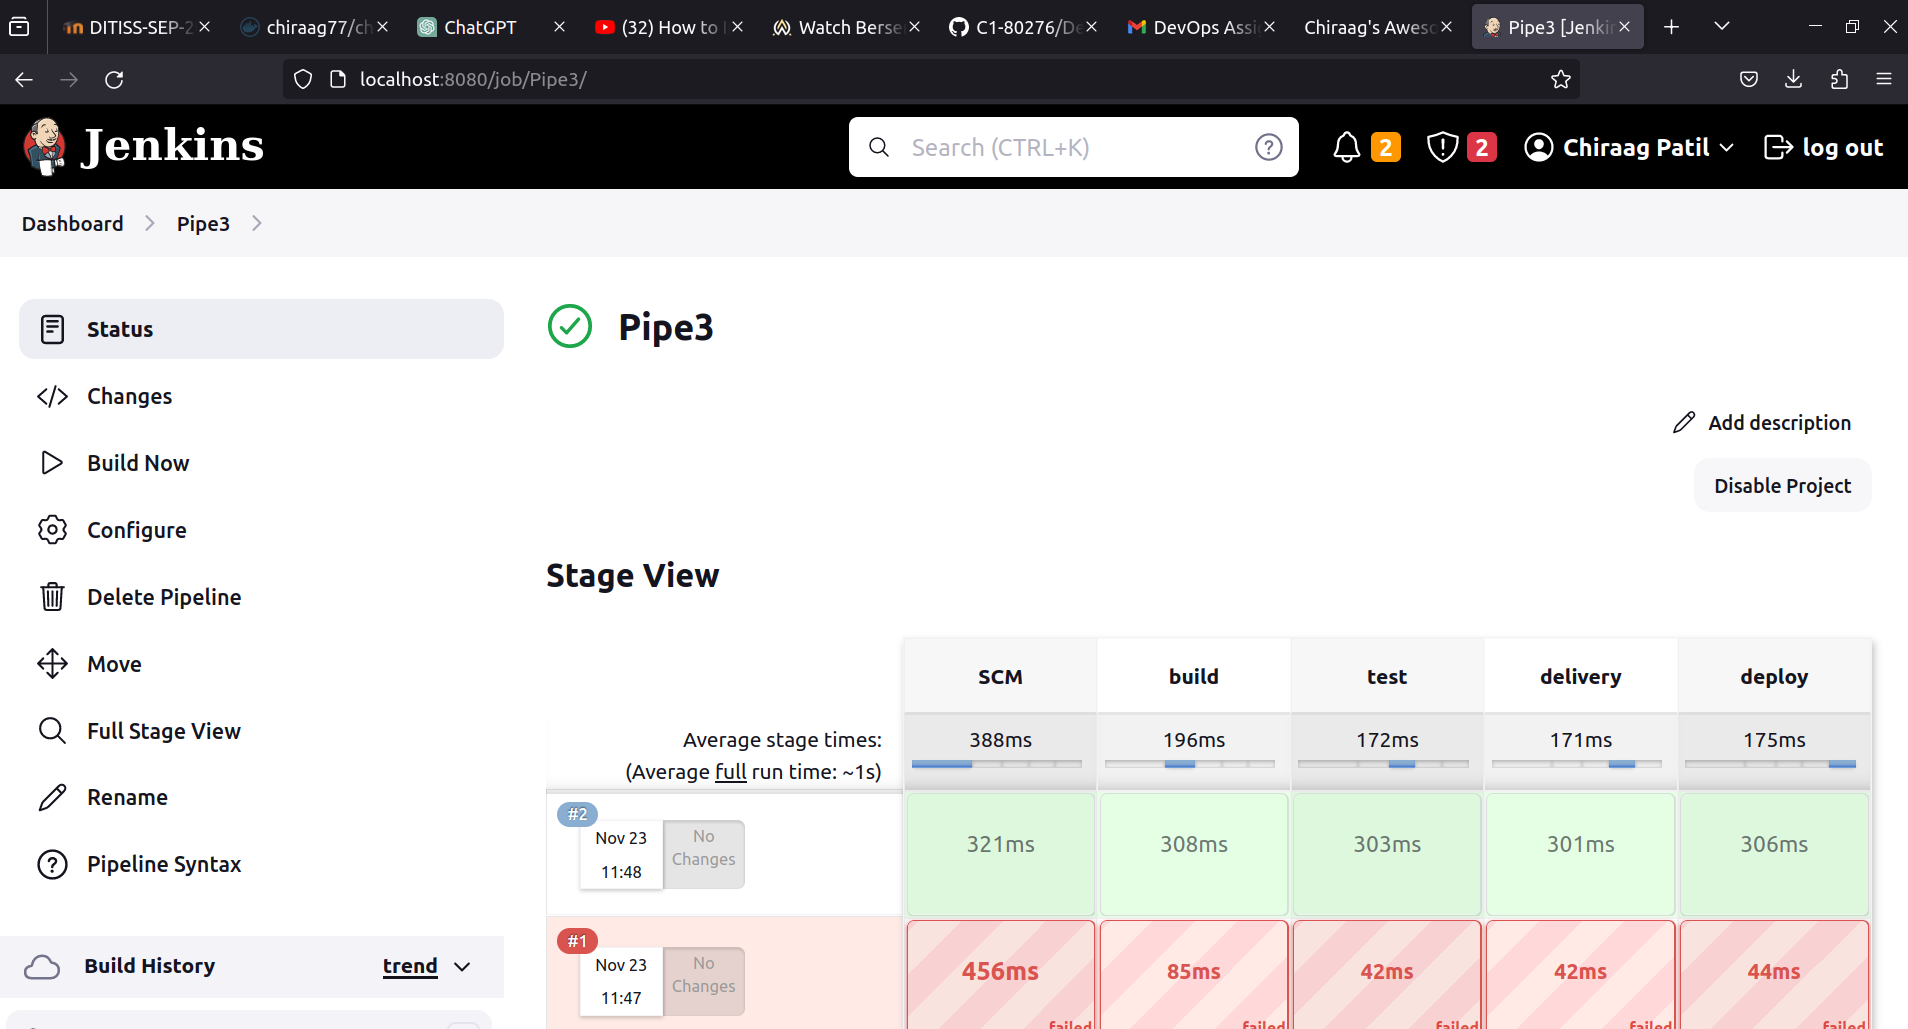 DITISS-SEP-2
chiraag77/ch
ChatGPT
(32) How to
Watch Berse
C1-80276/De
DevOps Assi
Chiraag's Aweso
Pipe3 [Jenkin
localhost:8080/job/Pipe3/
Jenkins
Search (CTRL+K)
2
2
Chiraag Patil
log out
Dashboard
Pipe3
Status
Changes
Build Now
Configure
Delete Pipeline
Move
Full Stage View
Rename
Pipeline Syntax
Build History
trend
Pipe3
Add description
Disable Project
Stage View
SCM build test delivery deploy
Average stage times:
(Average full run time: ~1s)
388ms 196ms 172ms 171ms 175ms
#2
Nov 23
11:48
No
Changes
321ms 308ms 303ms 301ms 306ms
#1
Nov 23
11:47
No
Changes
456ms 85ms 42ms 42ms 44ms
failed failed failed failed failed